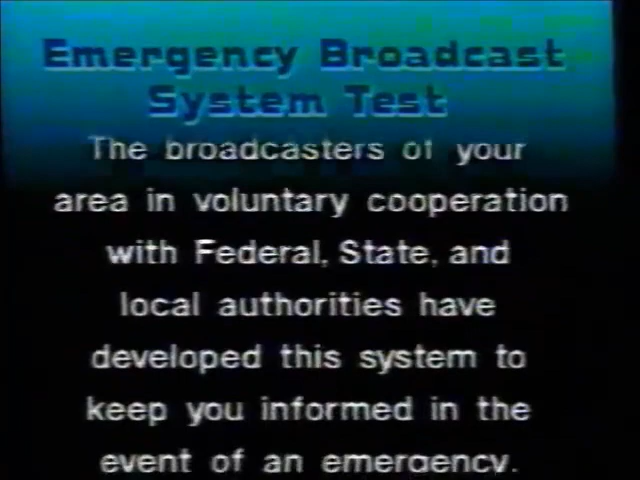 Emergency Broadcast
System Test
The broadcasters of your
area in voluntary cooperation
with Federal, State, and
local authorities have
developed this system to
keep you informed in the
event of an emergency.